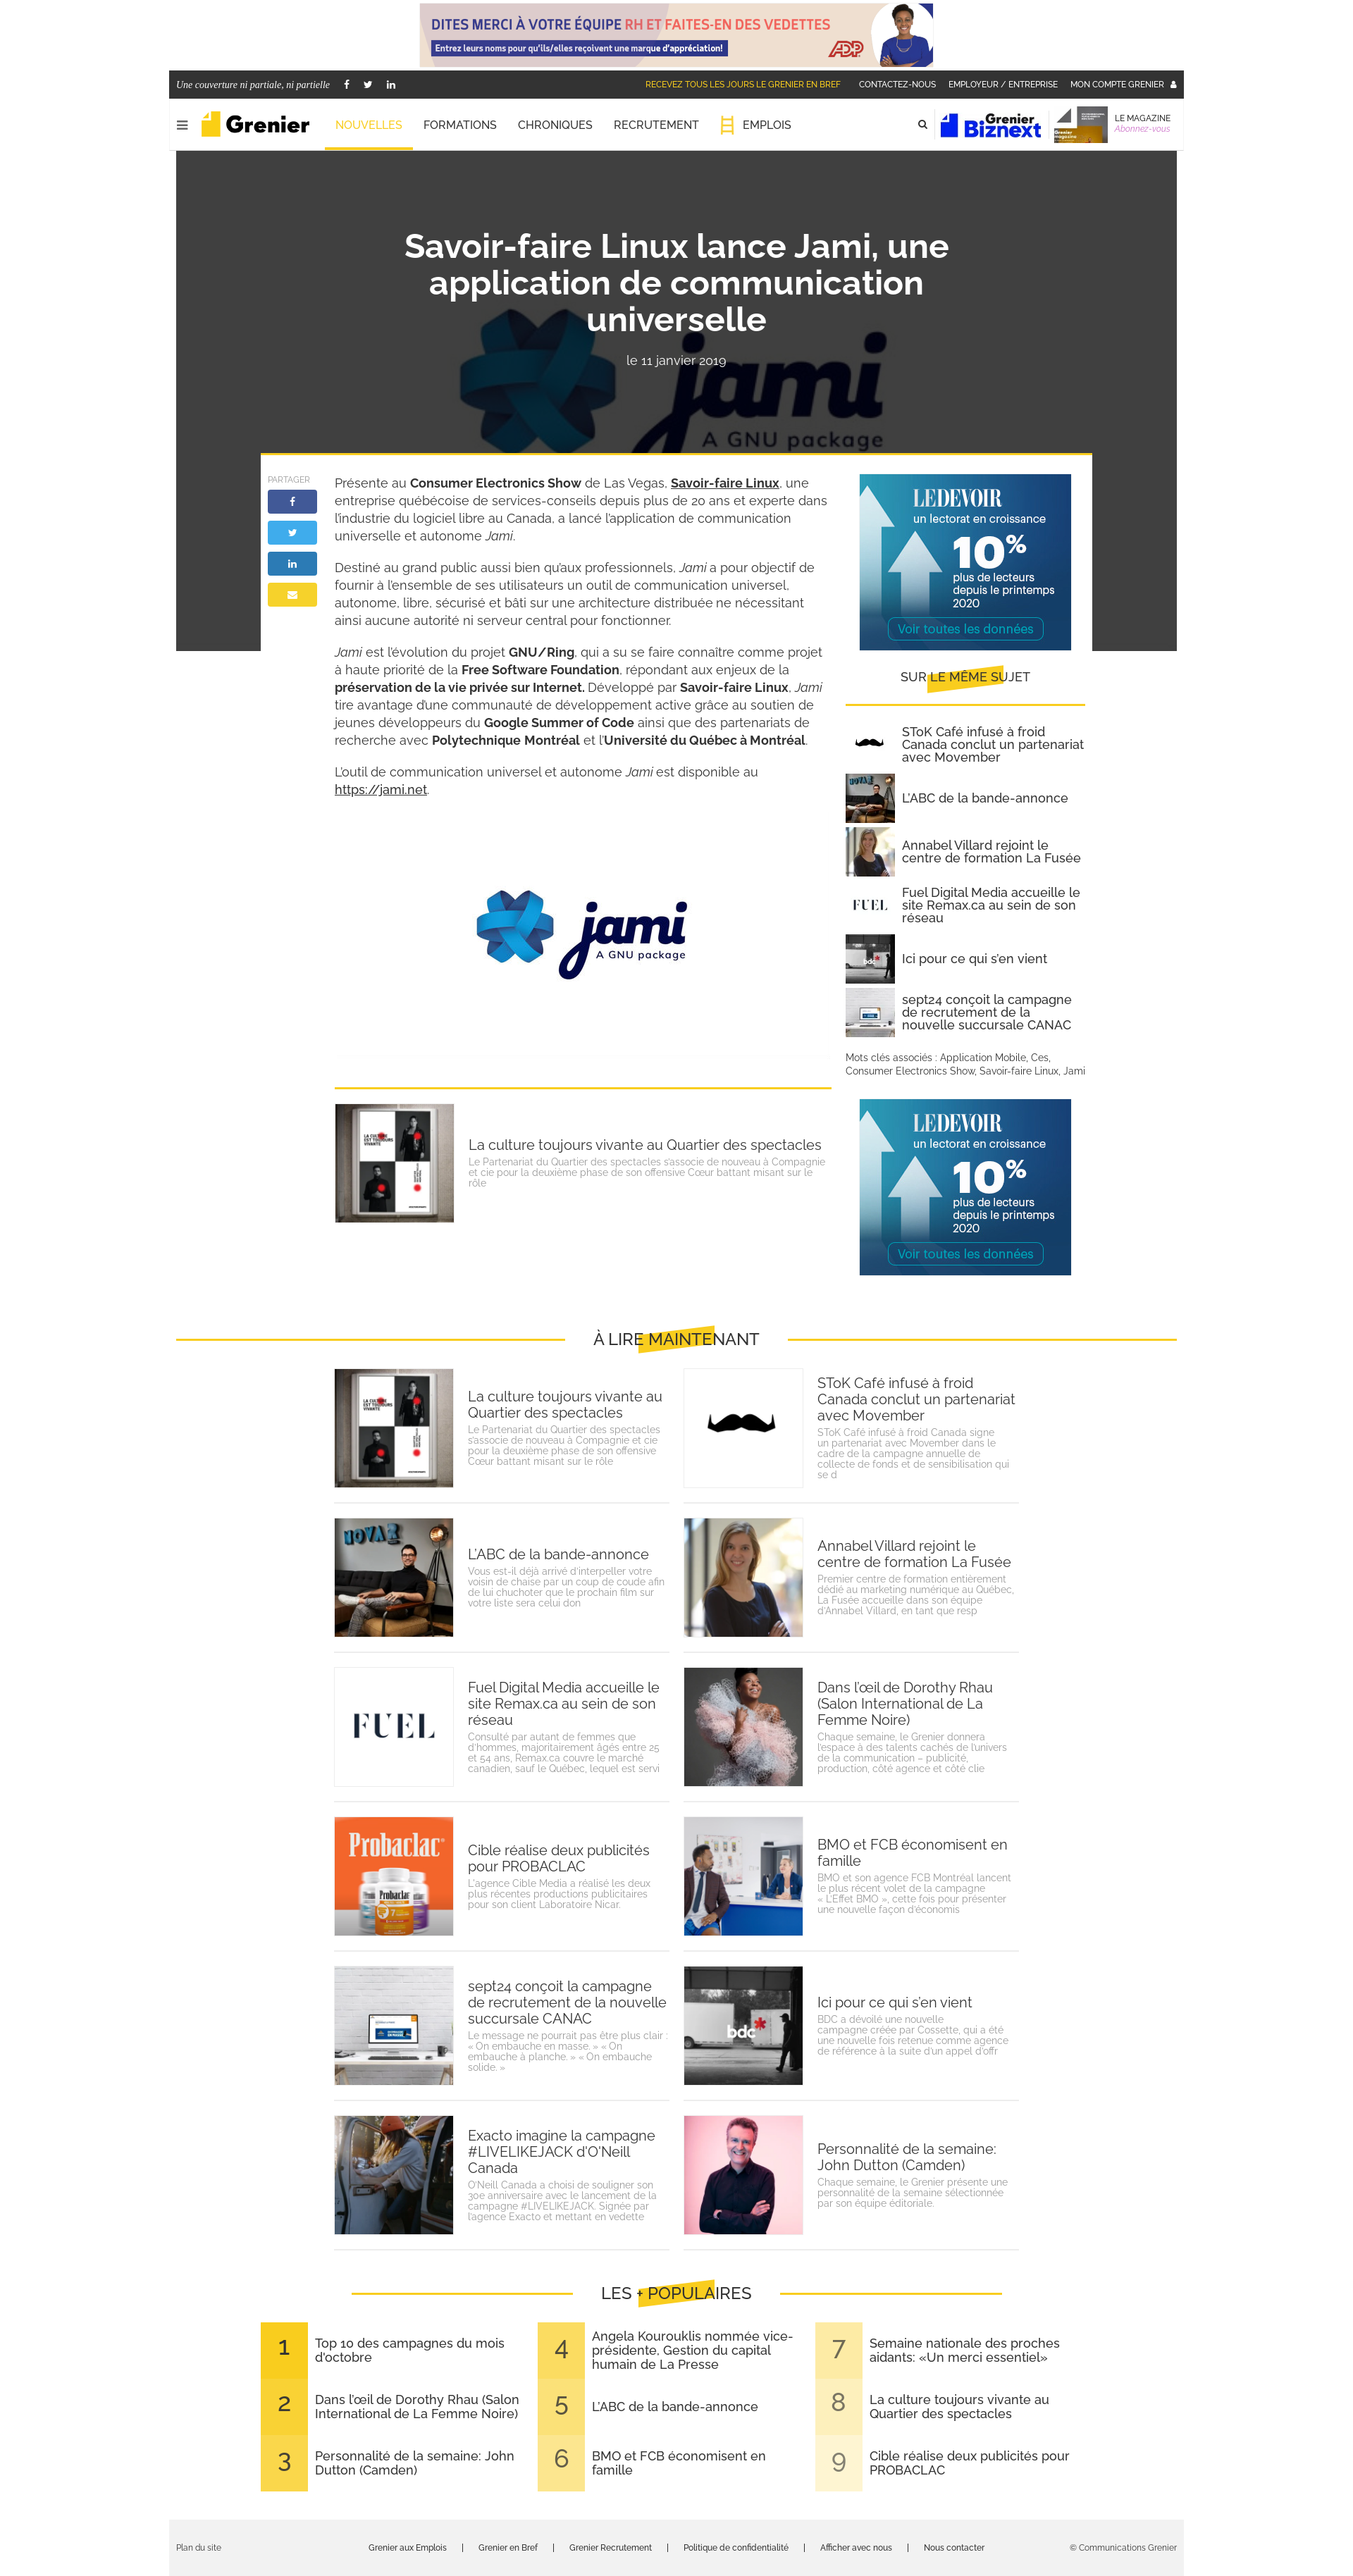 DITES MERCI À VOTRE ÉQUIPE RH ET FAITES-EN DES VEDETTES
Entrez leurs noms pour qu'ils/elles reçoivent une marque d'appréciation!
ADP
Une couverture ni partiale, ni partielle
RECEVEZ TOUS LES JOURS LE GRENIER EN BREF
CONTACTEZ-NOUS
EMPLOYEUR / ENTREPRISE
MON COMPTE GRENIER
Grenier
NOUVELLES
FORMATIONS
CHRONIQUES
RECRUTEMENT
EMPLOIS
Grenier
Biznext
LE MAGAZINE
Abonnez-vous
Savoir-faire Linux lance Jami, une
application de communication
universelle
le 11 janvier 2019
jami
A GNU package
PARTAGER
Présente au Consumer Electronics Show de Las Vegas, Savoir-faire Linux, une
entreprise québécoise de services-conseils depuis plus de 20 ans et experte dans
l'industrie du logiciel libre au Canada, a lancé l'application de communication
universelle et autonome Jami.
Destiné au grand public aussi bien qu'aux professionnels, Jami a pour objectif de
fournir à l'ensemble de ses utilisateurs un outil de communication universel,
autonome, libre, sécurisé et bâti sur une architecture distribuée ne nécessitant
ainsi aucune autorité ni serveur central pour fonctionner.
Jami est l'évolution du projet GNU/Ring, qui a su se faire connaître comme projet
à haute priorité de la Free Software Foundation, répondant aux enjeux de la
préservation de la vie privée sur Internet. Développé par Savoir-faire Linux, Jami
tire avantage d'une communauté de développement active grâce au soutien de
jeunes développeurs du Google Summer of Code ainsi que des partenariats de
recherche avec Polytechnique Montréal et l'Université du Québec à Montréal.
L'outil de communication universel et autonome Jami est disponible au
https://jami.net.
jami
A GNU package
La culture toujours vivante au Quartier des spectacles
Le Partenariat du Quartier des spectacles s'associe de nouveau à Compagnie
et cie pour la deuxième phase de son offensive Cœur battant misant sur le
rôle
LE DEVOIR
un lectorat en croissance
10%
plus de lecteurs
depuis le printemps
2020
Voir toutes les données
SUR LE MÊME SUJET
SToK Café infusé à froid
Canada conclut un partenariat
avec Movember
L'ABC de la bande-annonce
Annabel Villard rejoint le
centre de formation La Fusée
FUEL
Fuel Digital Media accueille le
site Remax.ca au sein de son
réseau
bdc
Ici pour ce qui s'en vient
sept24 conçoit la campagne
de recrutement de la
nouvelle succursale CANAC
Mots clés associés : Application Mobile, Ces,
Consumer Electronics Show, Savoir-faire Linux, Jami
LE DEVOIR
un lectorat en croissance
10%
plus de lecteurs
depuis le printemps
2020
Voir toutes les données
À LIRE MAINTENANT
La culture toujours vivante au
Quartier des spectacles
Le Partenariat du Quartier des spectacles
s'associe de nouveau à Compagnie et cie
pour la deuxième phase de son offensive
Cœur battant misant sur le rôle
SToK Café infusé à froid
Canada conclut un partenariat
avec Movember
SToK Café infusé à froid Canada signe
un partenariat avec Movember dans le
cadre de la campagne annuelle de
collecte de fonds et de sensibilisation qui
se d
L'ABC de la bande-annonce
Vous est-il déjà arrivé d'interpeller votre
voisin de chaise par un coup de coude afin
de lui chuchoter que le prochain film sur
votre liste sera celui don
Annabel Villard rejoint le
centre de formation La Fusée
Premier centre de formation entièrement
dédié au marketing numérique au Québec,
La Fusée accueille dans son équipe
d'Annabel Villard, en tant que resp
FUEL
Fuel Digital Media accueille le
site Remax.ca au sein de son
réseau
Consulté par autant de femmes que
d'hommes, majoritairement âgés entre 25
et 54 ans, Remax.ca couvre le marché
canadien, sauf le Québec, lequel est servi
Dans l'œil de Dorothy Rhau
(Salon International de La
Femme Noire)
Chaque semaine, le Grenier donnera
l'espace à des talents cachés de l'univers
de la communication – publicité,
production, côté agence et côté clie
Probaclac
Cible réalise deux publicités
pour PROBACLAC
L'agence Cible Media a réalisé les deux
plus récentes productions publicitaires
pour son client Laboratoire Nicar.
BMO et FCB économisent en
famille
BMO et son agence FCB Montréal lancent
le plus récent volet de la campagne
« L'Effet BMO », cette fois pour présenter
une nouvelle façon d'économis
sept24 conçoit la campagne
de recrutement de la nouvelle
succursale CANAC
Le message ne pourrait pas être plus clair :
« On embauche en masse. » « On
embauche à planche. » « On embauche
solide. »
bdc
Ici pour ce qui s'en vient
BDC a dévoilé une nouvelle
campagne créée par Cossette, qui a été
une nouvelle fois retenue comme agence
de référence à la suite d'un appel d'offr
Exacto imagine la campagne
#LIVELIKEJACK d'O'Neill
Canada
O'Neill Canada a choisi de souligner son
30e anniversaire avec le lancement de la
campagne #LIVELIKEJACK. Signée par
l'agence Exacto et mettant en vedette
Personnalité de la semaine:
John Dutton (Camden)
Chaque semaine, le Grenier présente une
personnalité de la semaine sélectionnée
par son équipe éditoriale.
LES + POPULAIRES
1
Top 10 des campagnes du mois
d'octobre
2
Dans l'œil de Dorothy Rhau (Salon
International de La Femme Noire)
3
Personnalité de la semaine: John
Dutton (Camden)
4
Angela Kourouklis nommée vice-
présidente, Gestion du capital
humain de La Presse
5
L'ABC de la bande-annonce
6
BMO et FCB économisent en
famille
7
Semaine nationale des proches
aidants: «Un merci essentiel»
8
La culture toujours vivante au
Quartier des spectacles
9
Cible réalise deux publicités pour
PROBACLAC
Plan du site
Grenier aux Emplois | Grenier en Bref | Grenier Recrutement | Politique de confidentialité | Afficher avec nous | Nous contacter
© Communications Grenier